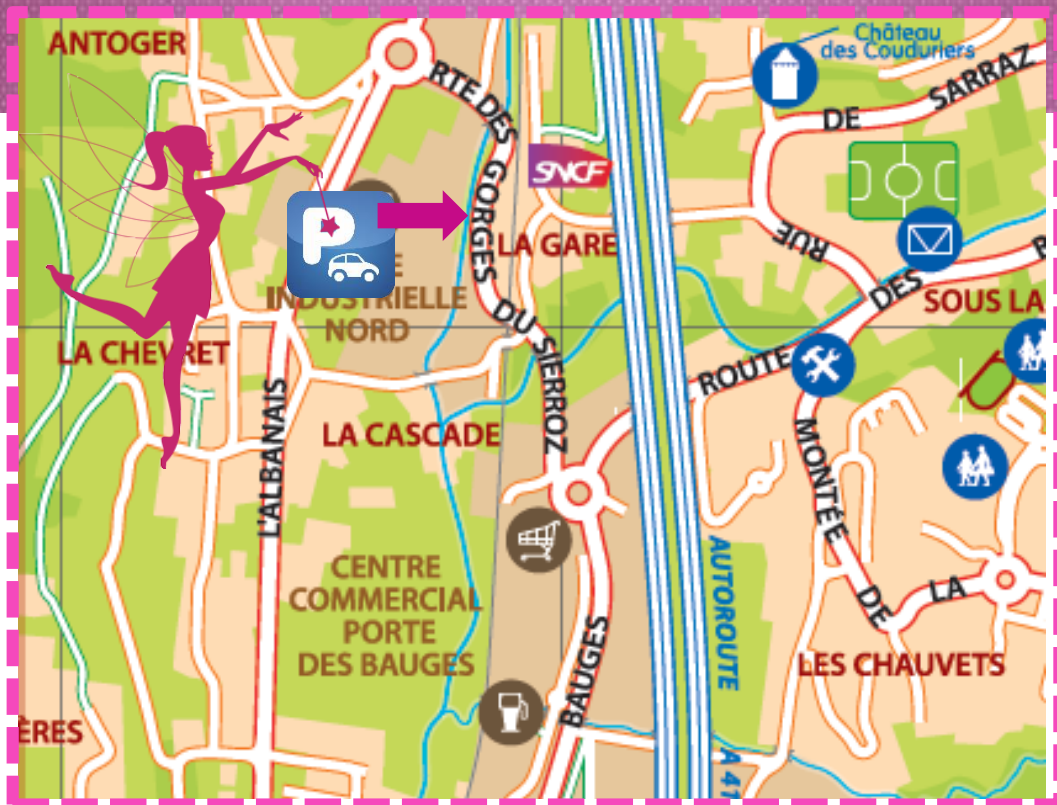 ANTOGER
Château
des Couduriers
RTE DES GORGES DU SIERROZ
DE SARRAZ
SNCF
P
LA GARE
RUE DES
SOUS LA
INDUSTRIELLE
NORD
LA CHEVRET
ROUTE
L'ALBANAIS
LA CASCADE
MONTÉE DE LA
CENTRE
COMMERCIAL
PORTE
DES BAUGES
AUTOROUTE
A 41
BAUGES
LES CHAUVETS
ÈRES